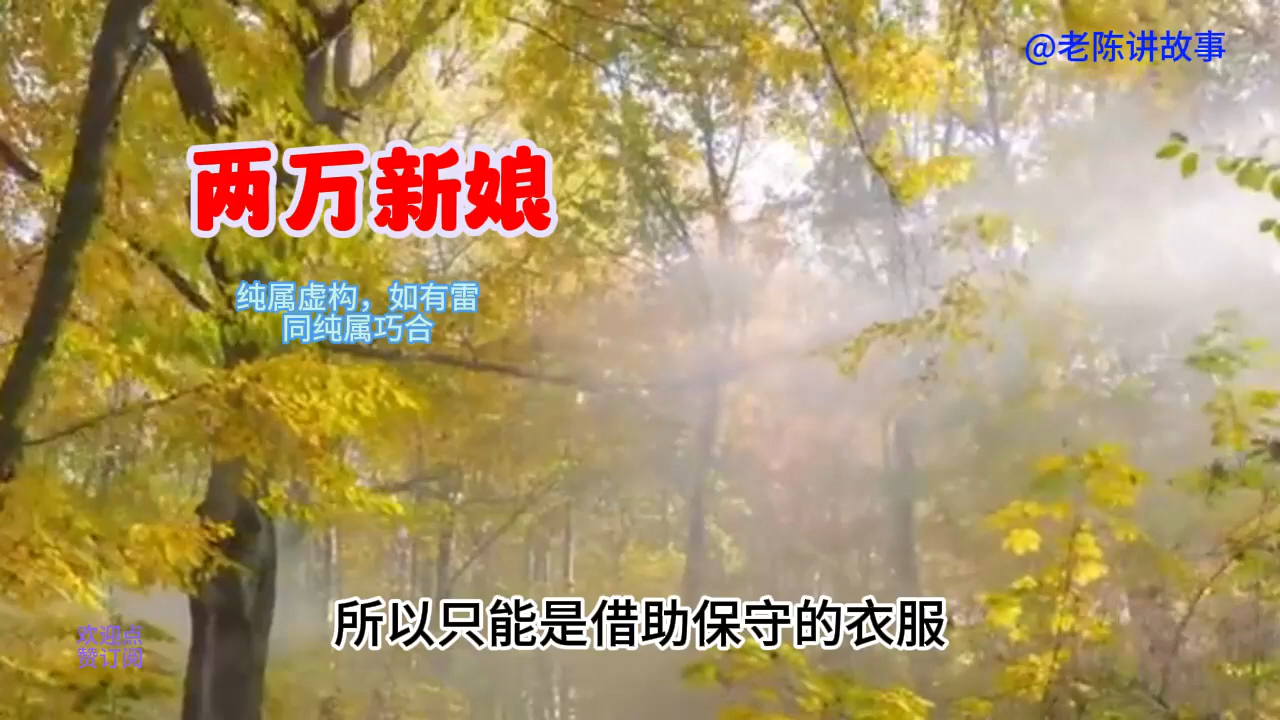 @老陈讲故事
两万新娘
纯属虚构，如有雷
同纯属巧合
所以只能是借助保守的衣服
欢迎点
赞订阅